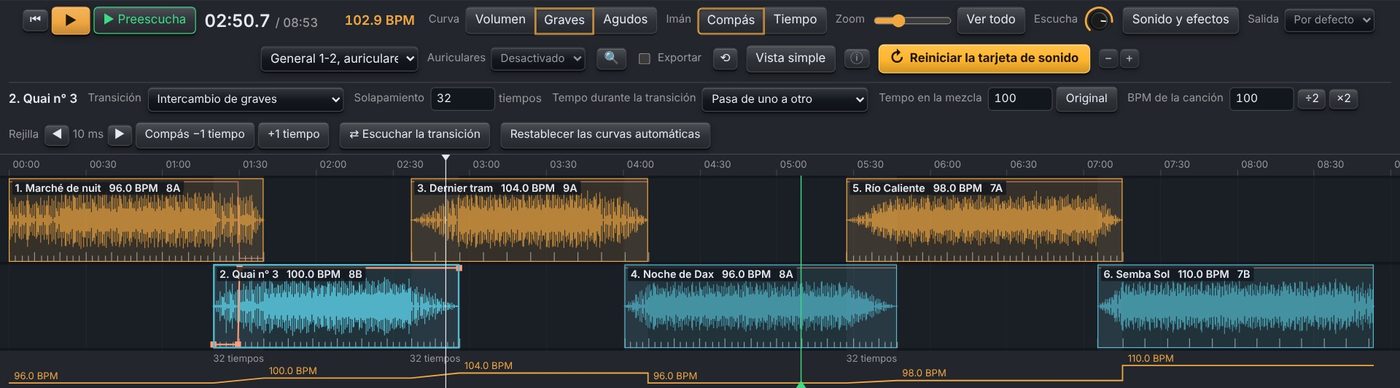 Preescucha 02:50.7 / 08:53 102.9 BPM Curva Volumen Graves Agudos Imán Compás Tiempo Zoom Ver todo Escucha Sonido y efectos Salida Por defecto
General 1-2, auriculare Auriculares Desactivado Exportar Vista simple Reiniciar la tarjeta de sonido − +
2. Quai n° 3 Transición Intercambio de graves Solapamiento 32 tiempos Tempo durante la transición Pasa de uno a otro Tempo en la mezcla 100 Original BPM de la canción 100 ÷2 ×2
Rejilla ◀ 10 ms ▶ Compás −1 tiempo +1 tiempo ⇄ Escuchar la transición Restablecer las curvas automáticas
00:00 00:30 01:00 01:30 02:00 02:30 03:00 03:30 04:00 04:30 05:00 05:30 06:00 06:30 07:00 07:30 08:00 08:30
1. Marché de nuit 96.0 BPM 8A
3. Dernier tram 104.0 BPM 9A
5. Río Caliente 98.0 BPM 7A
2. Quai n° 3 100.0 BPM 8B
4. Noche de Dax 96.0 BPM 8A
6. Semba Sol 110.0 BPM 7B
32 tiempos 32 tiempos 32 tiempos
96.0 BPM 100.0 BPM 104.0 BPM 96.0 BPM 98.0 BPM 110.0 BPM